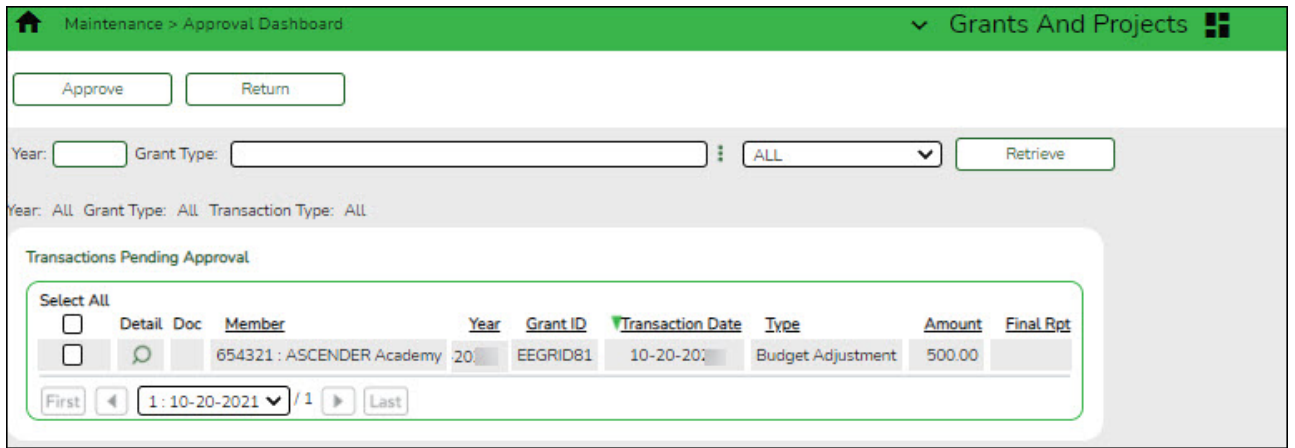 Maintenance > Approval Dashboard Grants And Projects
Approve Return
Year: Grant Type: ALL Retrieve
Year: All Grant Type: All Transaction Type: All
Transactions Pending Approval
Select All
Detail Doc Member Year Grant ID Transaction Date Type Amount Final Rpt
654321 : ASCENDER Academy EEGRID81 Budget Adjustment 500.00
First 1 : 10-20-2021 / 1 Last